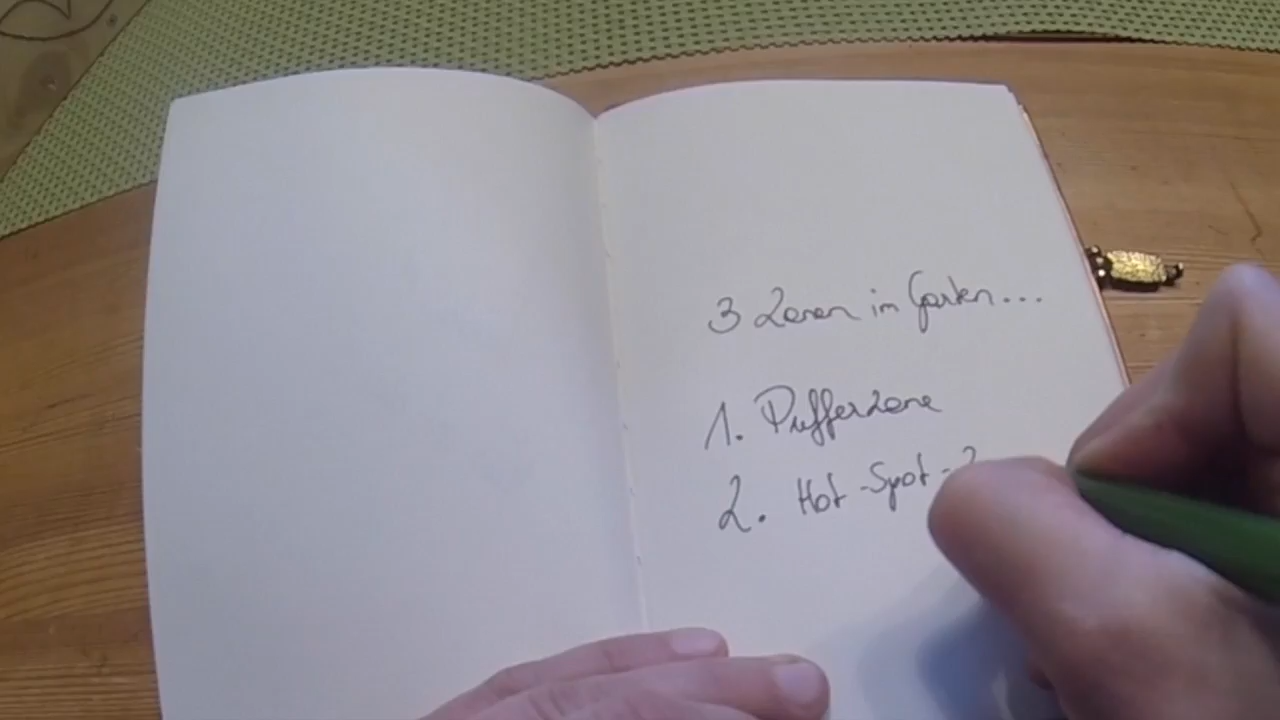 3 Zonen im Garten...
1. Pufferzone
2. Hot-Spot-